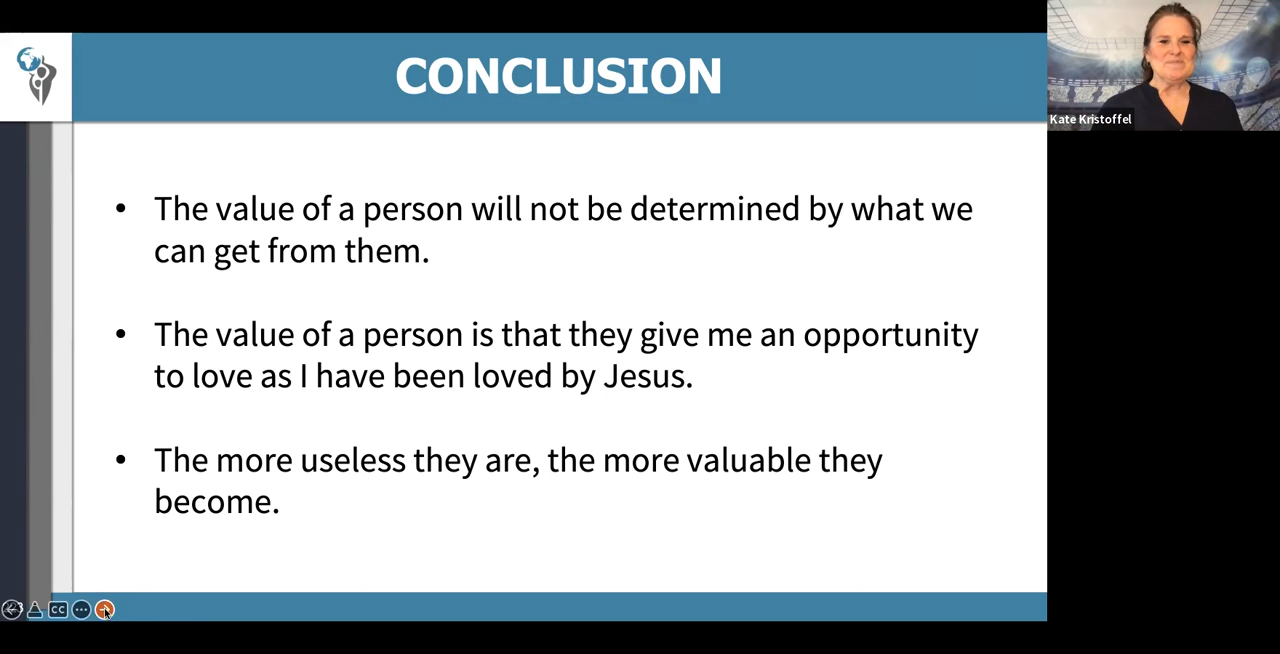 CONCLUSION
Kate Kristoffel
• The value of a person will not be determined by what we
can get from them.
• The value of a person is that they give me an opportunity
to love as I have been loved by Jesus.
• The more useless they are, the more valuable they
become.
CC